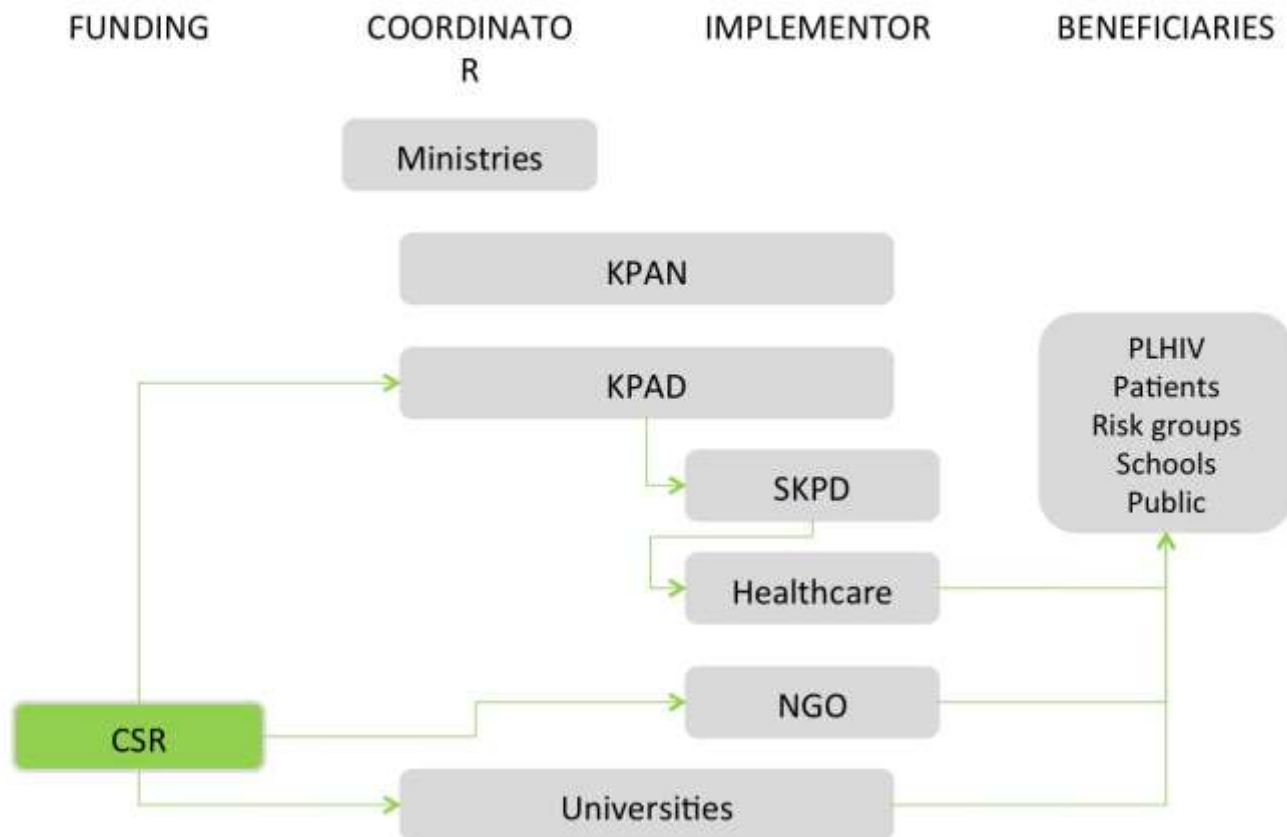 FUNDING
COORDINATO
R
IMPLEMENTOR
BENEFICIARIES
Ministries
KPAN
KPAD
SKPD
Healthcare
NGO
CSR
Universities
PLHIV
Patients
Risk groups
Schools
Public